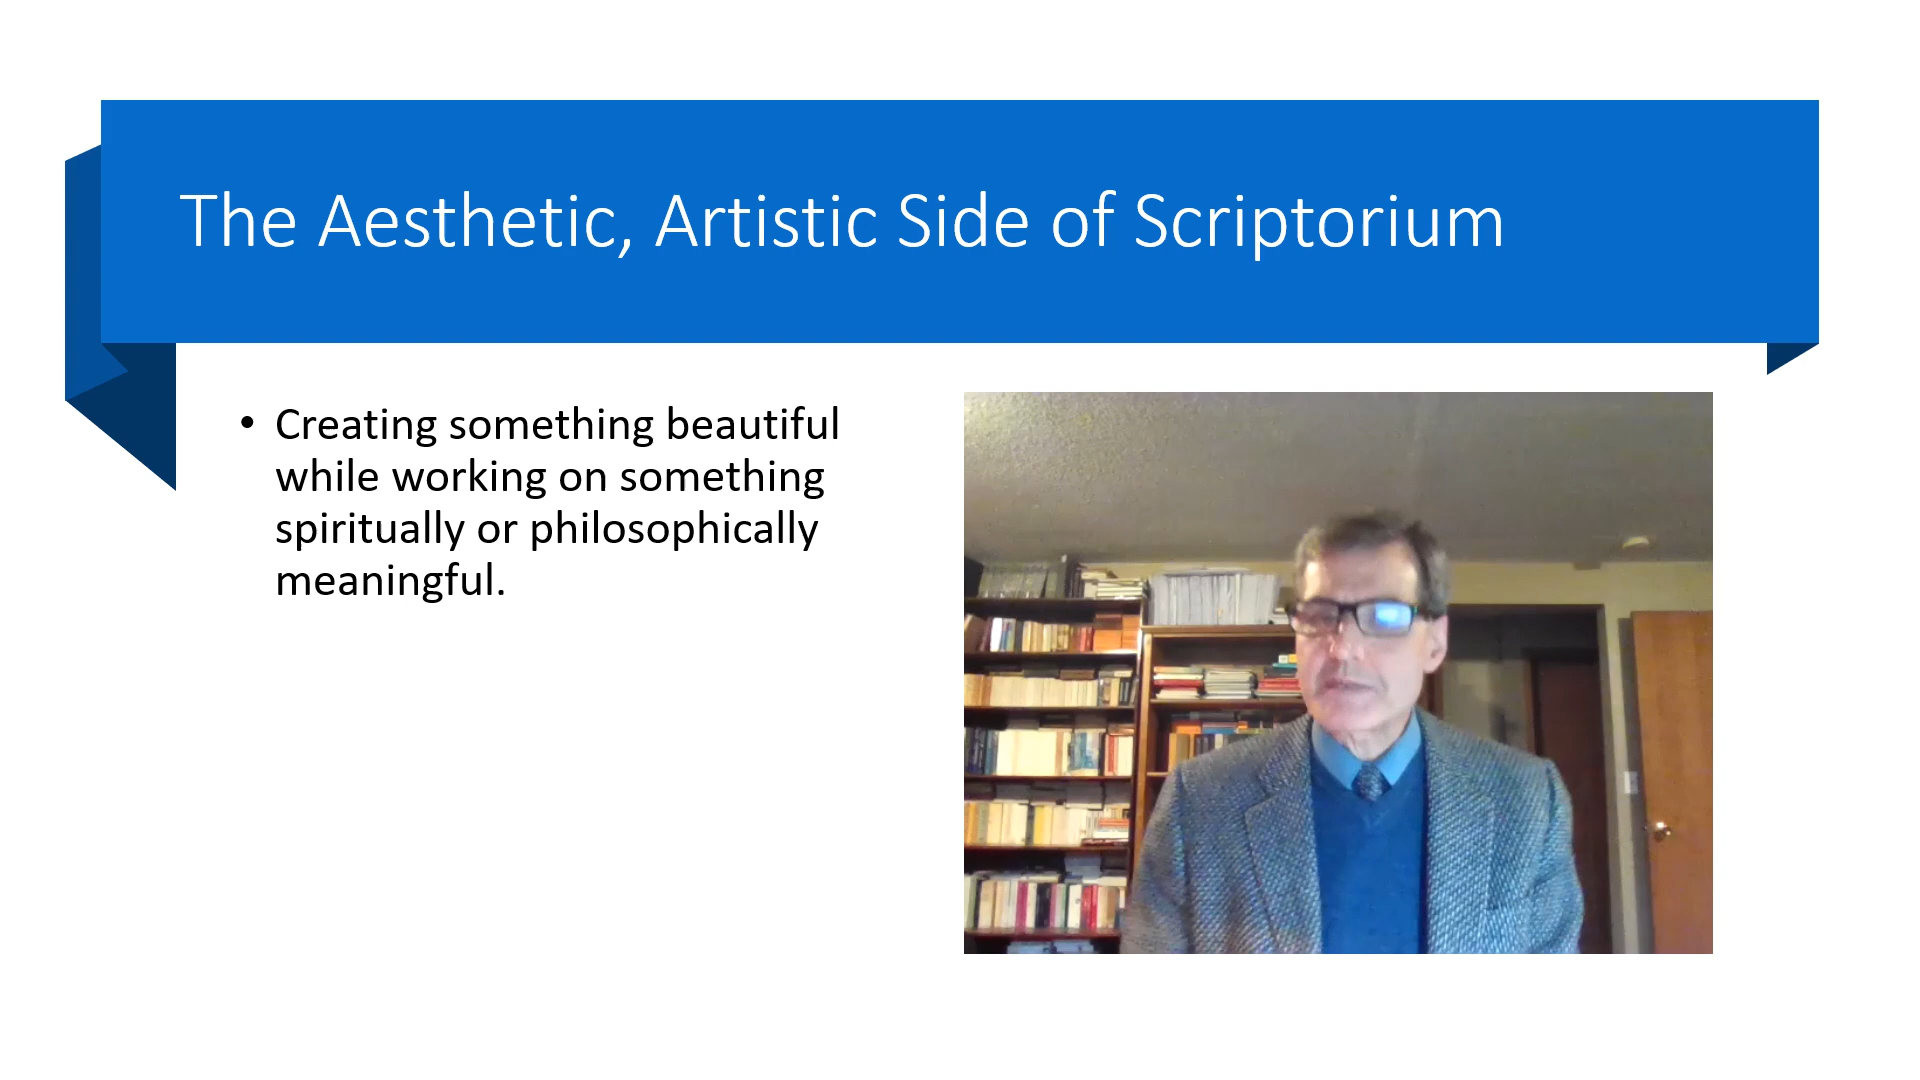 The Aesthetic, Artistic Side of Scriptorium
• Creating something beautiful
while working on something
spiritually or philosophically
meaningful.